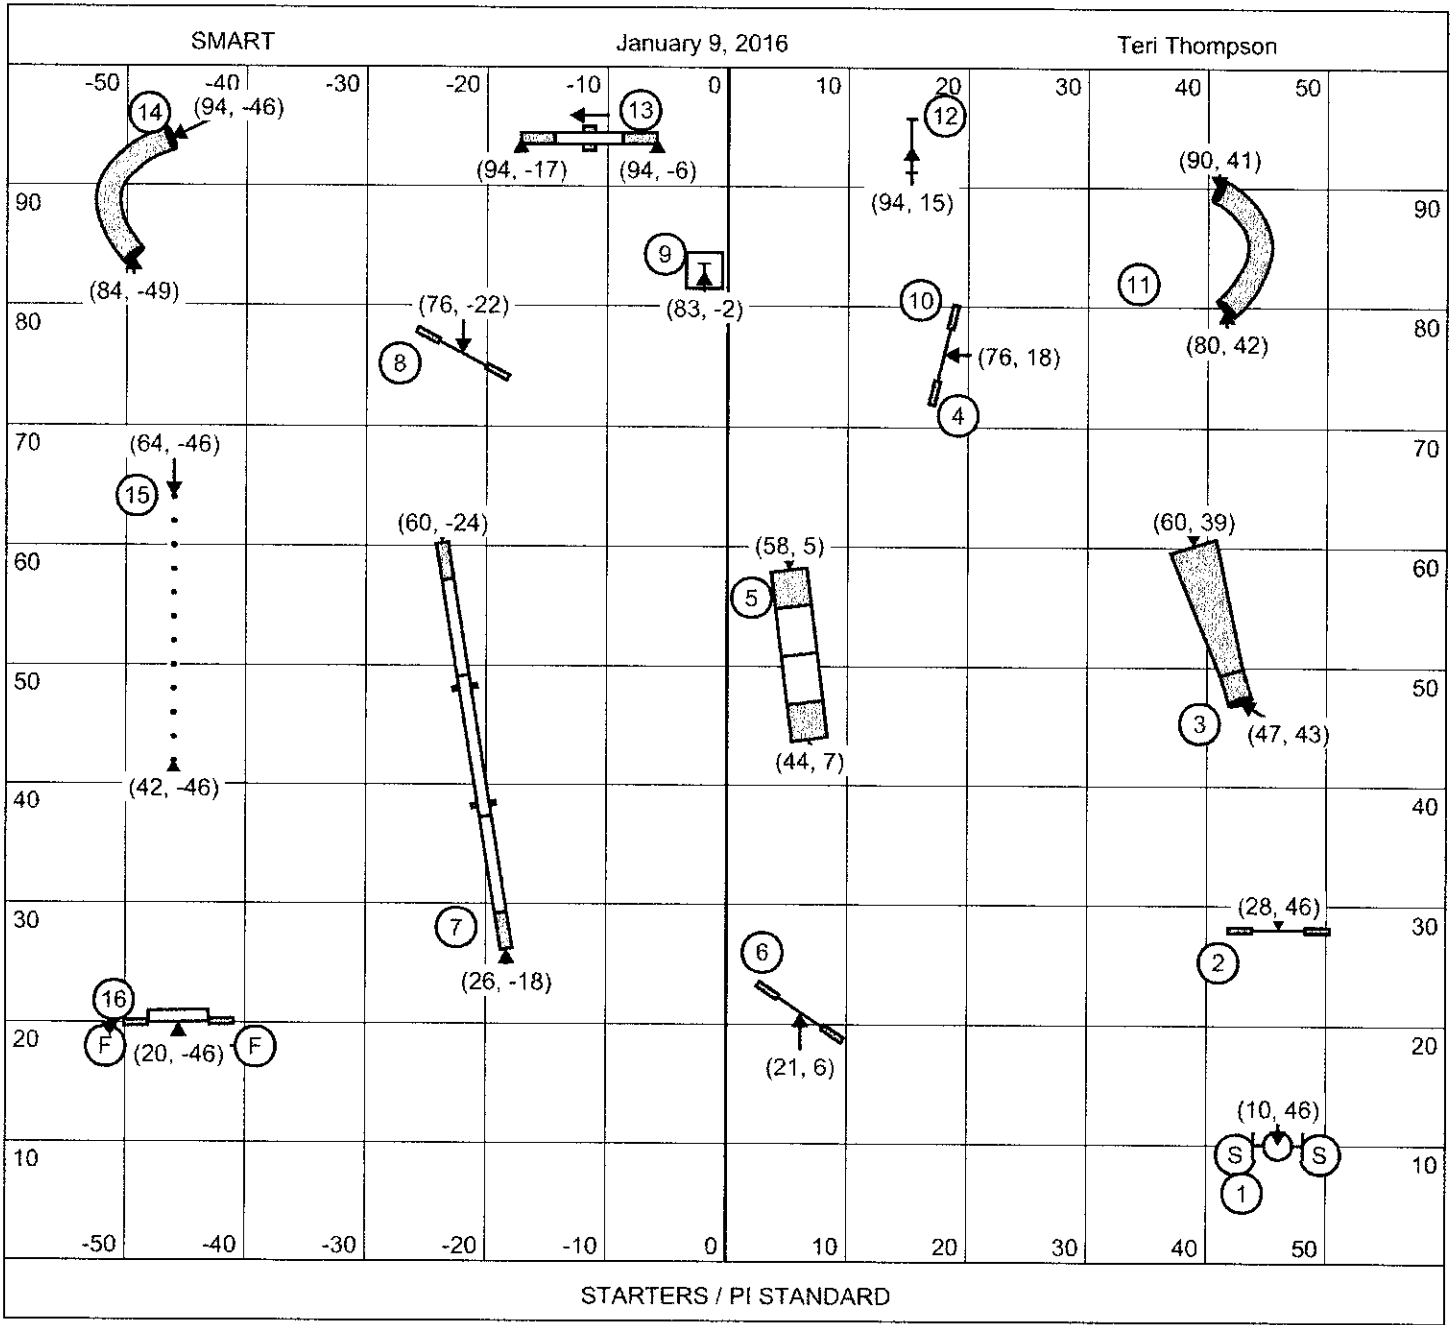 SMART January 9, 2016 Teri Thompson
-50 -40 -30 -20 -10 0 10 20 30 40 50
14 (94, -46) 13 12
(94, -17) (94, -6) (94, 15) (90, 41)
90 90
9 11
(84, -49) (76, -22) (83, -2) 10
80 80
8 (76, 18) (80, 42)
4
70 70
(64, -46)
15
(60, -24) (58, 5) (60, 39)
60 60
5
50 50
3 (47, 43)
(42, -46) (44, 7)
40 40
30 (28, 46) 30
7 6 2
(26, -18)
16
20 F (20, -46) F 20
(21, 6)
(10, 46)
10 S S 10
1
-50 -40 -30 -20 -10 0 10 20 30 40 50
STARTERS / PI STANDARD